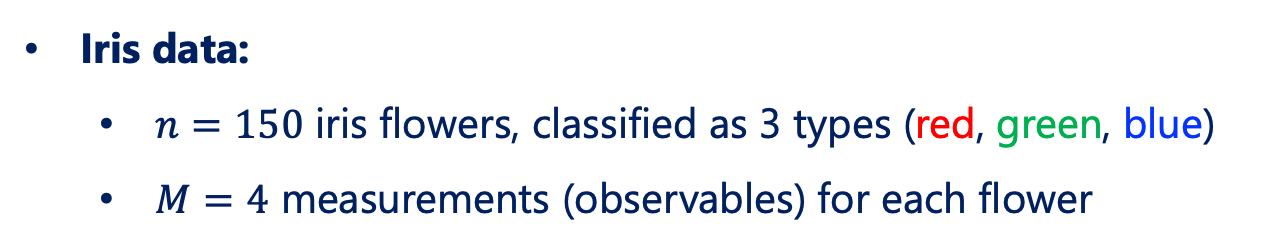 • Iris data:
• n = 150 iris flowers, classified as 3 types (red, green, blue)
• M = 4 measurements (observables) for each flower